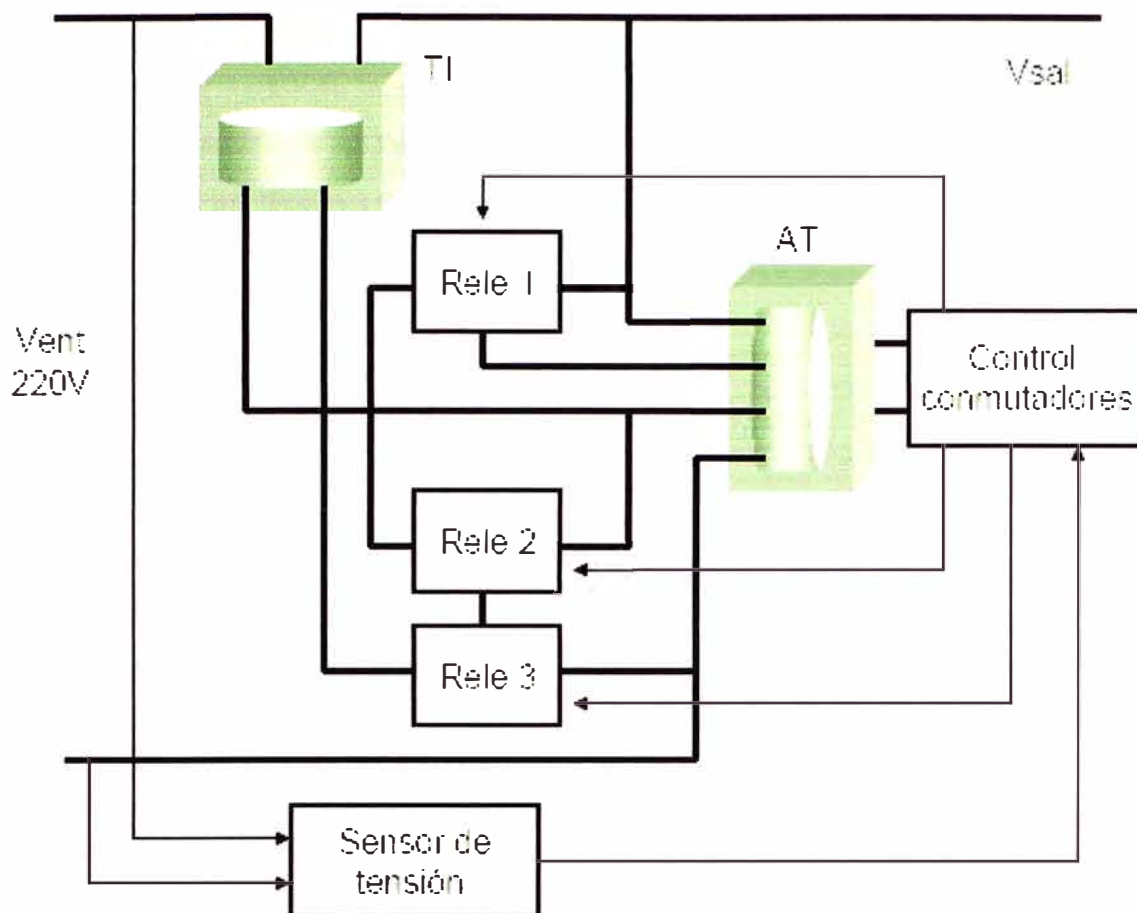 TI
Vsal
Rele 1
AT
Vent
220V
Control
conmutadores
Rele 2
Rele 3
Sensor de
tensión